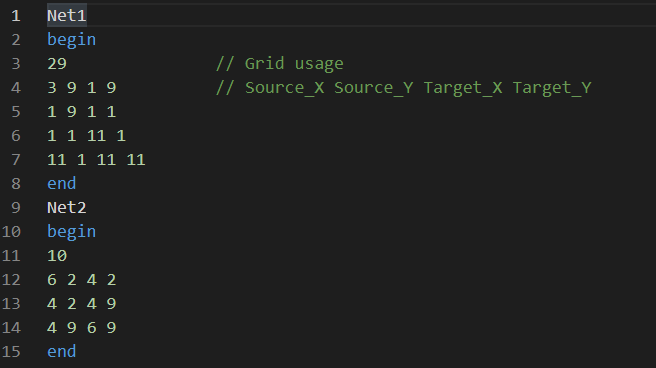 1 Net1
2 begin
3 29 // Grid usage
4 3 9 1 9 // Source_X Source_Y Target_X Target_Y
5 1 9 1 1
6 1 1 11 1
7 11 1 11 11
8 end
9 Net2
10 begin
11 10
12 6 2 4 2
13 4 2 4 9
14 4 9 6 9
15 end